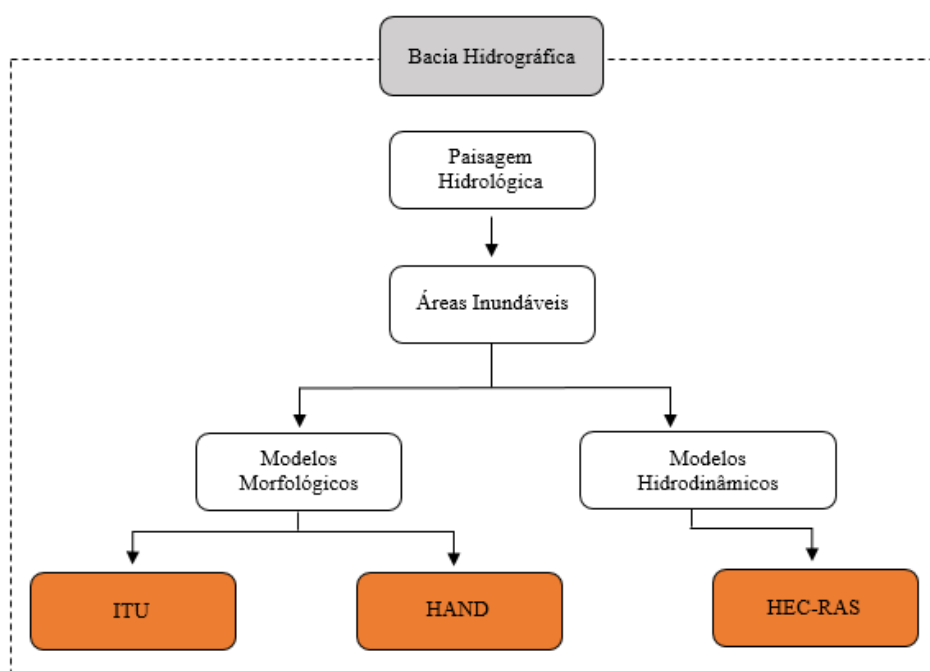 Bacia Hidrográfica
Paisagem
Hidrológica
Áreas Inundáveis
Modelos
Morfológicos
Modelos
Hidrodinâmicos
ITU
HAND
HEC-RAS